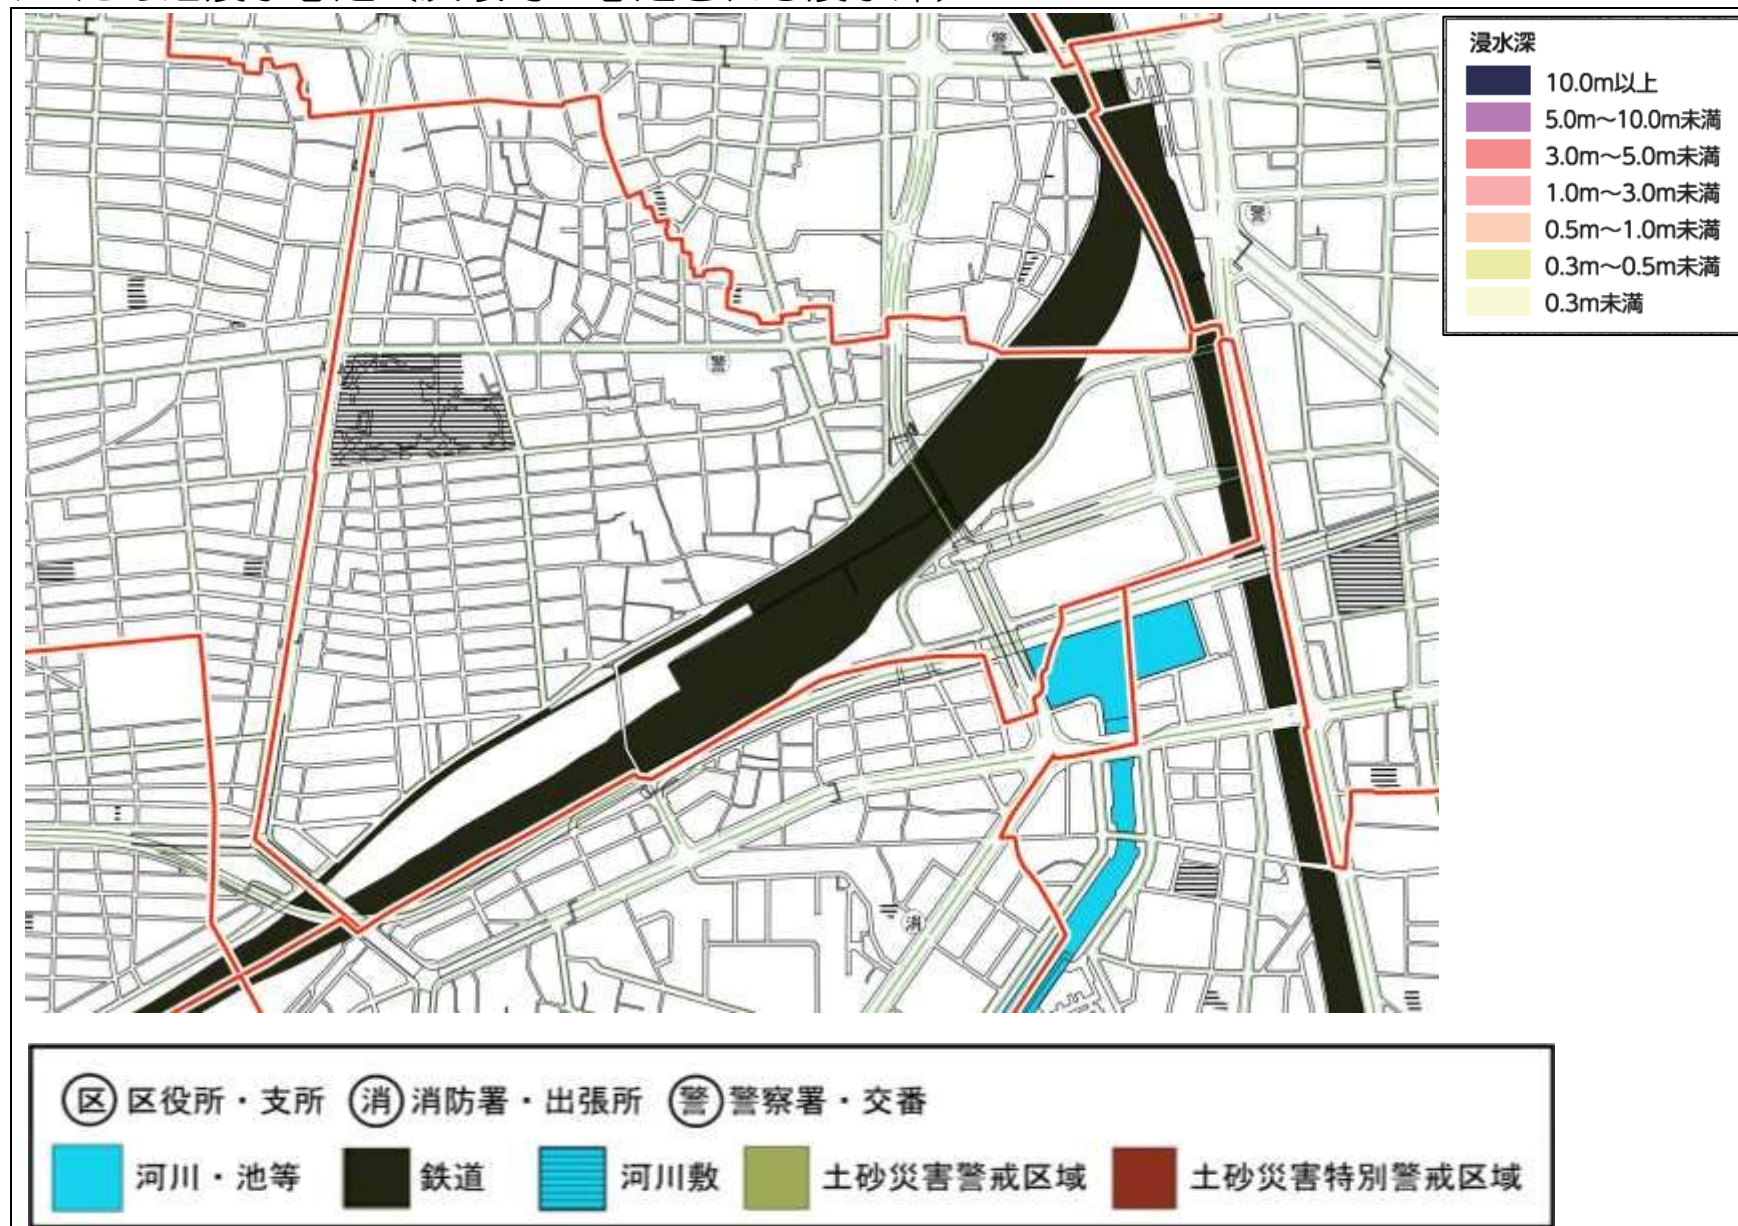 警
警
警
消
浸水深
10.0m以上
5.0m〜10.0m未満
3.0m〜5.0m未満
1.0m〜3.0m未満
0.5m〜1.0m未満
0.3m〜0.5m未満
0.3m未満
区 区役所・支所 消 消防署・出張所 警 警察署・交番
河川・池等 鉄道 河川敷 土砂災害警戒区域 土砂災害特別警戒区域